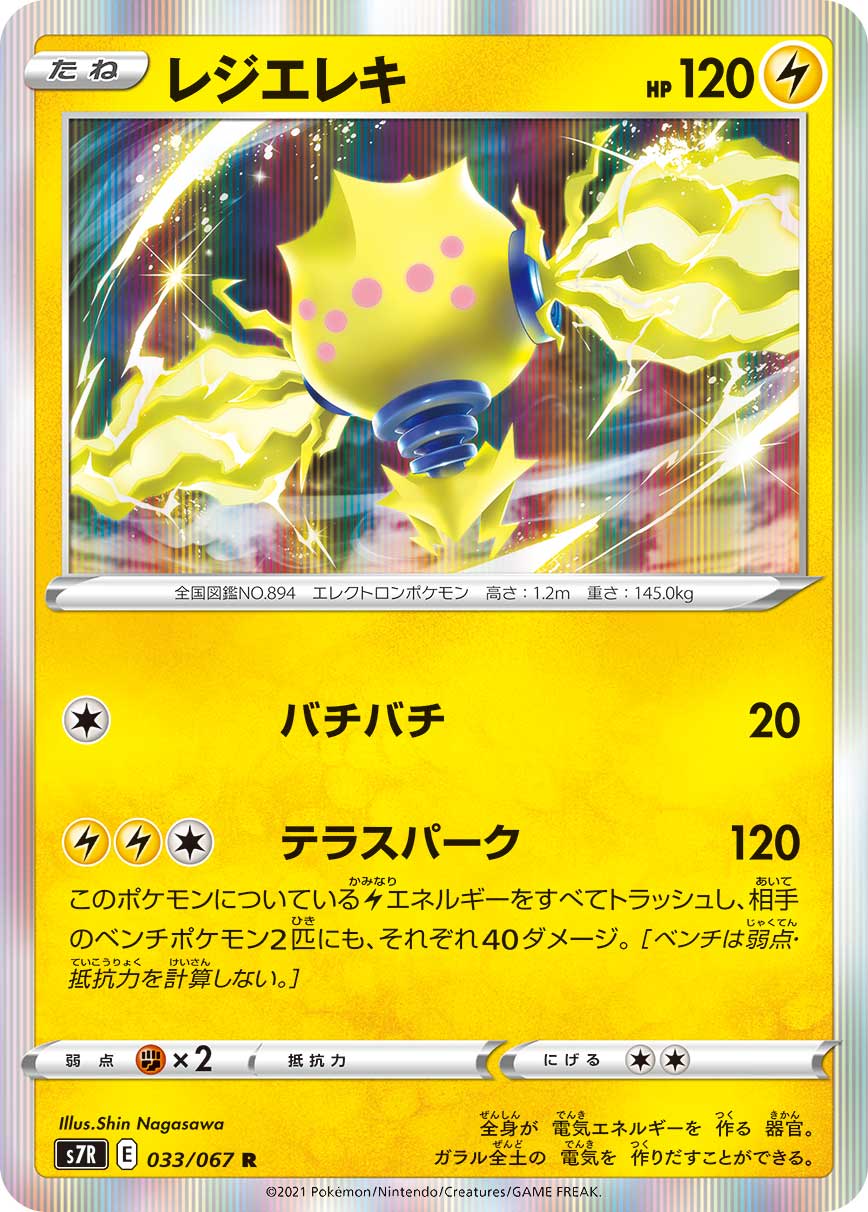 たね レジエレキ HP 120
全国図鑑NO.894 エレクトロンポケモン 高さ:1.2m 重さ:145.0kg
バチバチ 20
テラスパーク 120
このポケモンについているエネルギーをすべてトラッシュし、相手
のベンチポケモン2匹にも、それぞれ40ダメージ。[ベンチは弱点・
抵抗力を計算しない。]
弱点 ×2 抵抗力 にげる
Illus.Shin Nagasawa
全身が 電気エネルギーを 作る 器官。
ガラル全土の 電気を 作りだすことができる。
s7R E 033/067 R
©2021 Pokémon/Nintendo/Creatures/GAME FREAK.